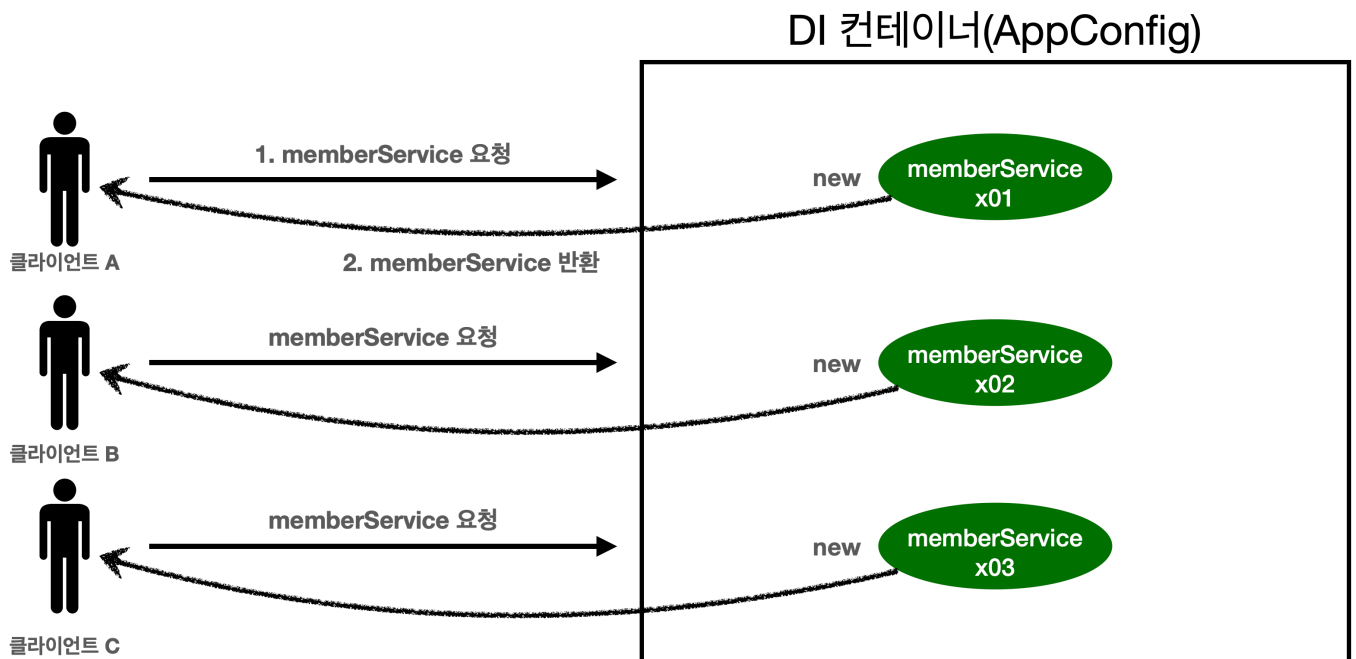 DI 컨테이너(AppConfig)
1. memberService 요청
new
memberService
x01
클라이언트 A
2. memberService 반환
memberService 요청
new
memberService
x02
클라이언트 B
memberService 요청
new
memberService
x03
클라이언트 C